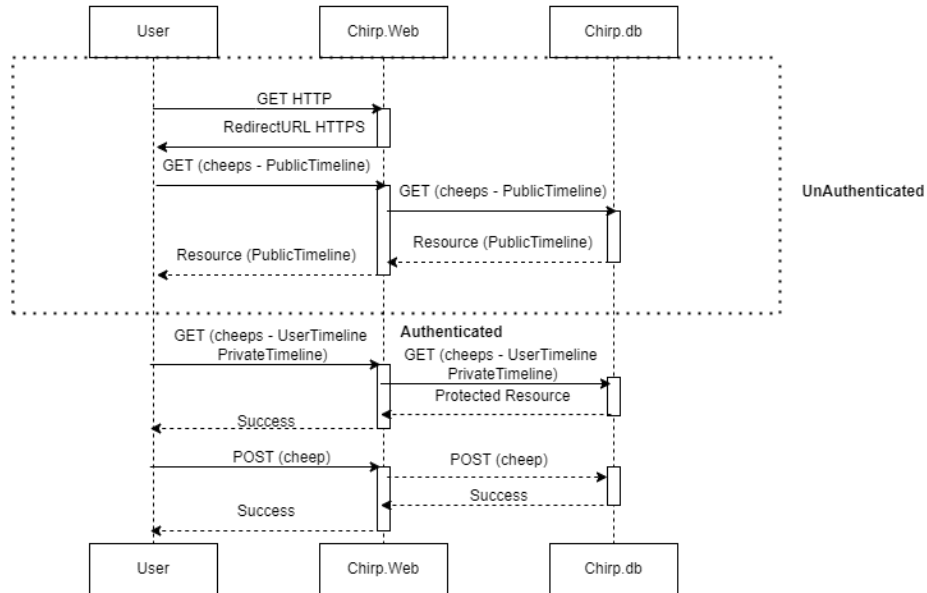 User
Chirp.Web
Chirp.db
GET HTTP
RedirectURL HTTPS
GET (cheeps - PublicTimeline)
GET (cheeps - PublicTimeline)
UnAuthenticated
Resource (PublicTimeline)
Resource (PublicTimeline)
Authenticated
GET (cheeps - UserTimeline
PrivateTimeline)
GET (cheeps - UserTimeline
PrivateTimeline)
Protected Resource
Success
POST (cheep)
POST (cheep)
Success
Success
User
Chirp.Web
Chirp.db